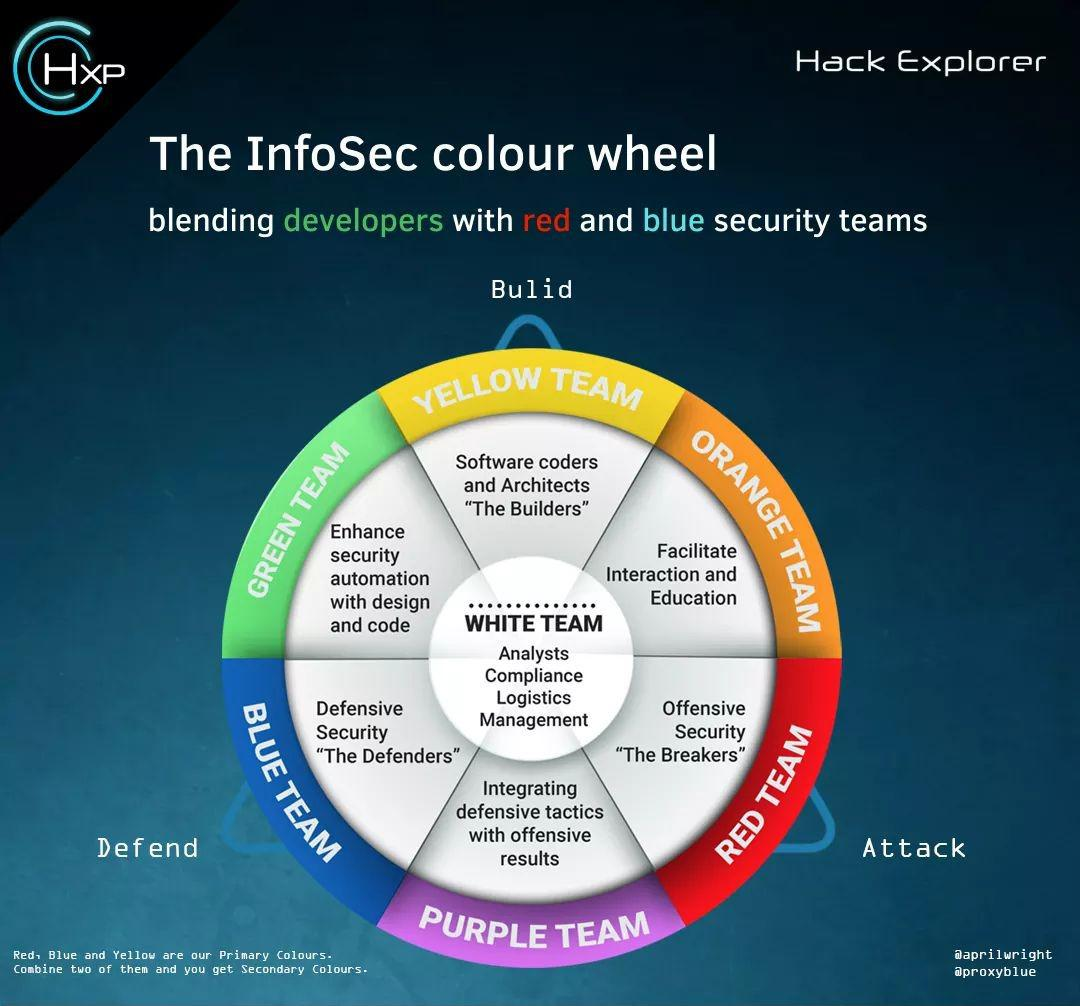 HXP
Hack Explorer
The InfoSec colour wheel
blending developers with red and blue security teams
Bulid
YELLOW TEAM
Software coders
and Architects
“The Builders”
ORANGE TEAM
Facilitate
Interaction and
Education
GREEN TEAM
Enhance
security
automation
with design
and code
WHITE TEAM
Analysts
Compliance
Logistics
Management
BLUE TEAM
Defensive
Security
“The Defenders”
RED TEAM
Offensive
Security
“The Breakers”
Integrating
defensive tactics
with offensive
results
PURPLE TEAM
Defend
Attack
Red, Blue and Yellow are our Primary Colours.
Combine two of them and you get Secondary Colours.
@aprilwright
@proxyblue